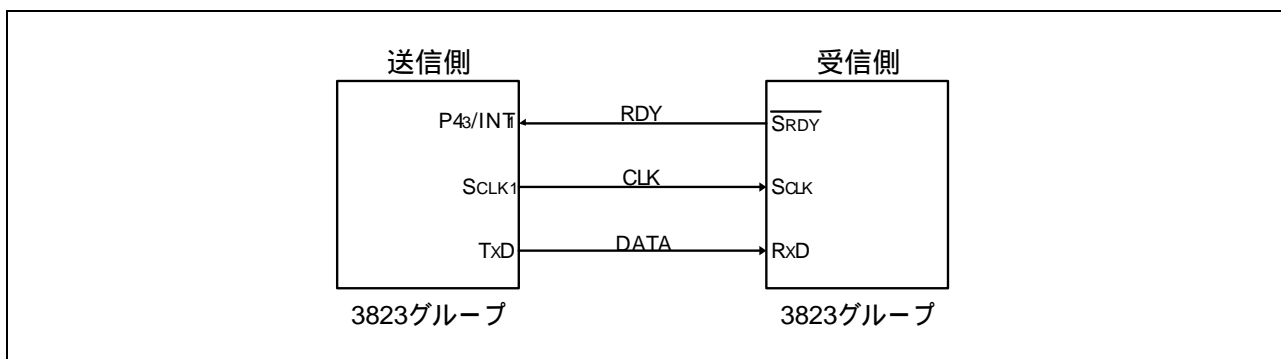 送信側 受信側
P43/INT1 RDY SRDY
SCLK1 CLK SCLK
TxD DATA RxD
3823グループ 3823グループ